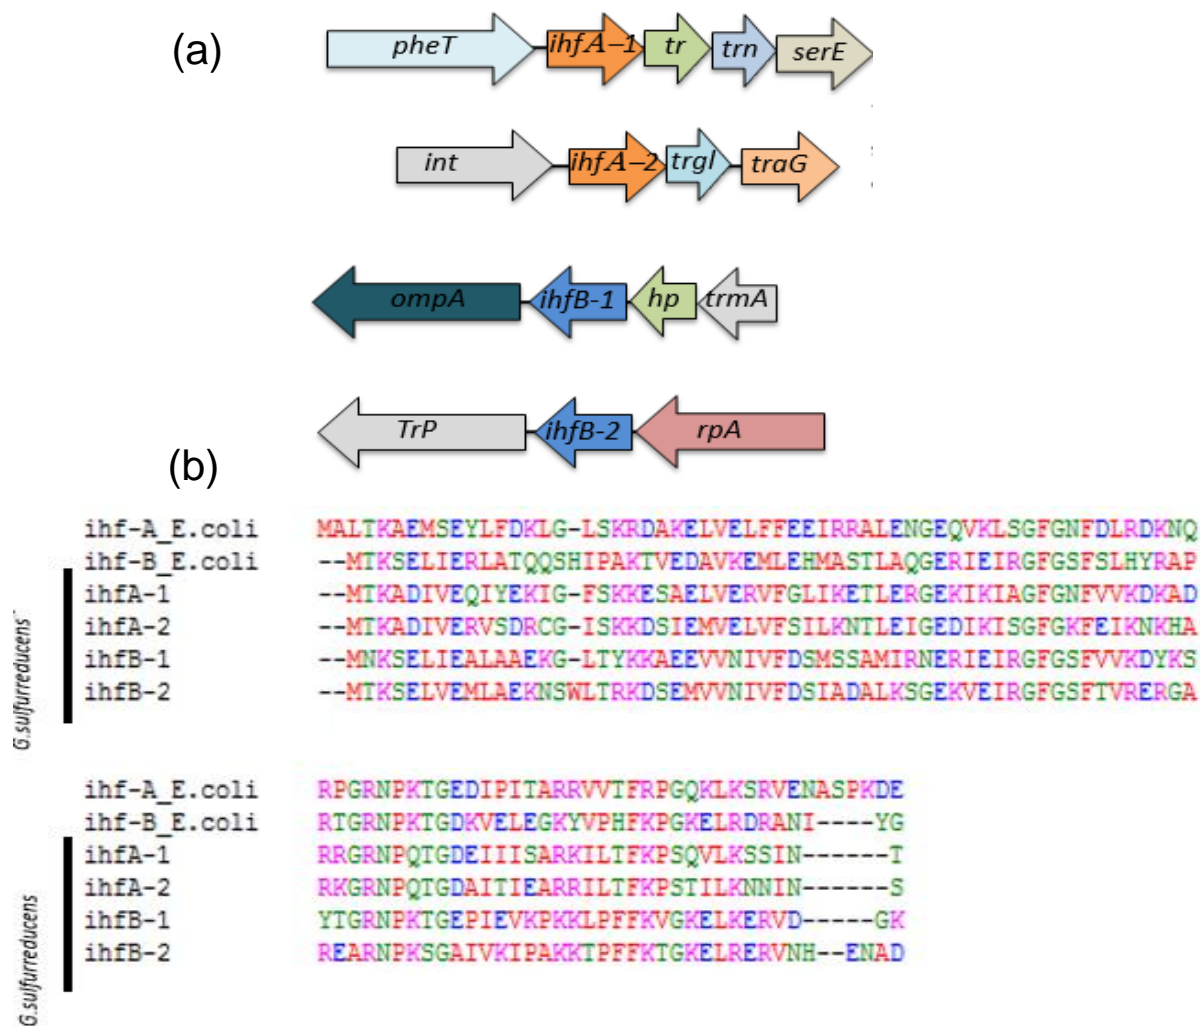 (a)
pheT ihfA-1 tr trn serE
int ihfA-2 trgl traG
ompA ihfB-1 hp trmA
TrP ihfB-2 rpA
(b)
ihf-A_E.coli MALTKAEMSEYLFDKLG-LSKRDAKELVELFFEEIRRALENGEQVKLSGFGNFDLRDKNQ
ihf-B_E.coli --MTKSELIERLATQQSHIPAKTVEDAVKEMLEHMASTLAQGERIEIRGFGSFSLHYRAP
ihfA-1 --MTKADIVEQIYEKIG-FSKKESAELVERVFGLIKETLERGEKIKIAGFGNFVVKDKAD
ihfA-2 --MTKADIVERVSDRCG-ISKKDSIEMVELVFSILKNTLEIGEDIKISGFGKFEIKNKHA
ihfB-1 --MNKSELIEALAAEKG-LTYKKAEEVVNIVFDSMSSAMIRNERIEIRGFGSFVVKDYKS
ihfB-2 --MTKSELVEMLAEKNSWLTRKDSEMVVNIVFDSIADALKSGEKVEIRGFGSFTVRERGA
G.sulfurreducens
ihf-A_E.coli RPGRNPKTGEDIPITARRVVTFRPGQKLKSRVENASPKDE
ihf-B_E.coli RTGRNPKTGDKVELEGKYVPHFKPGKELRDRANI----YG
ihfA-1 RRGRNPQTGDEIIISARKILTFKPSQVLKSSIN------T
ihfA-2 RKGRNPQTGDAITIEARRILTFKPSTILKNNIN------S
ihfB-1 YTGRNPKTGEPIEVKPKKLPFFKVGKELKERVD-----GK
ihfB-2 REARNPKSGAIVKIPAKKTPFFKTGKELRERVNH--ENAD
G.sulfurreducens